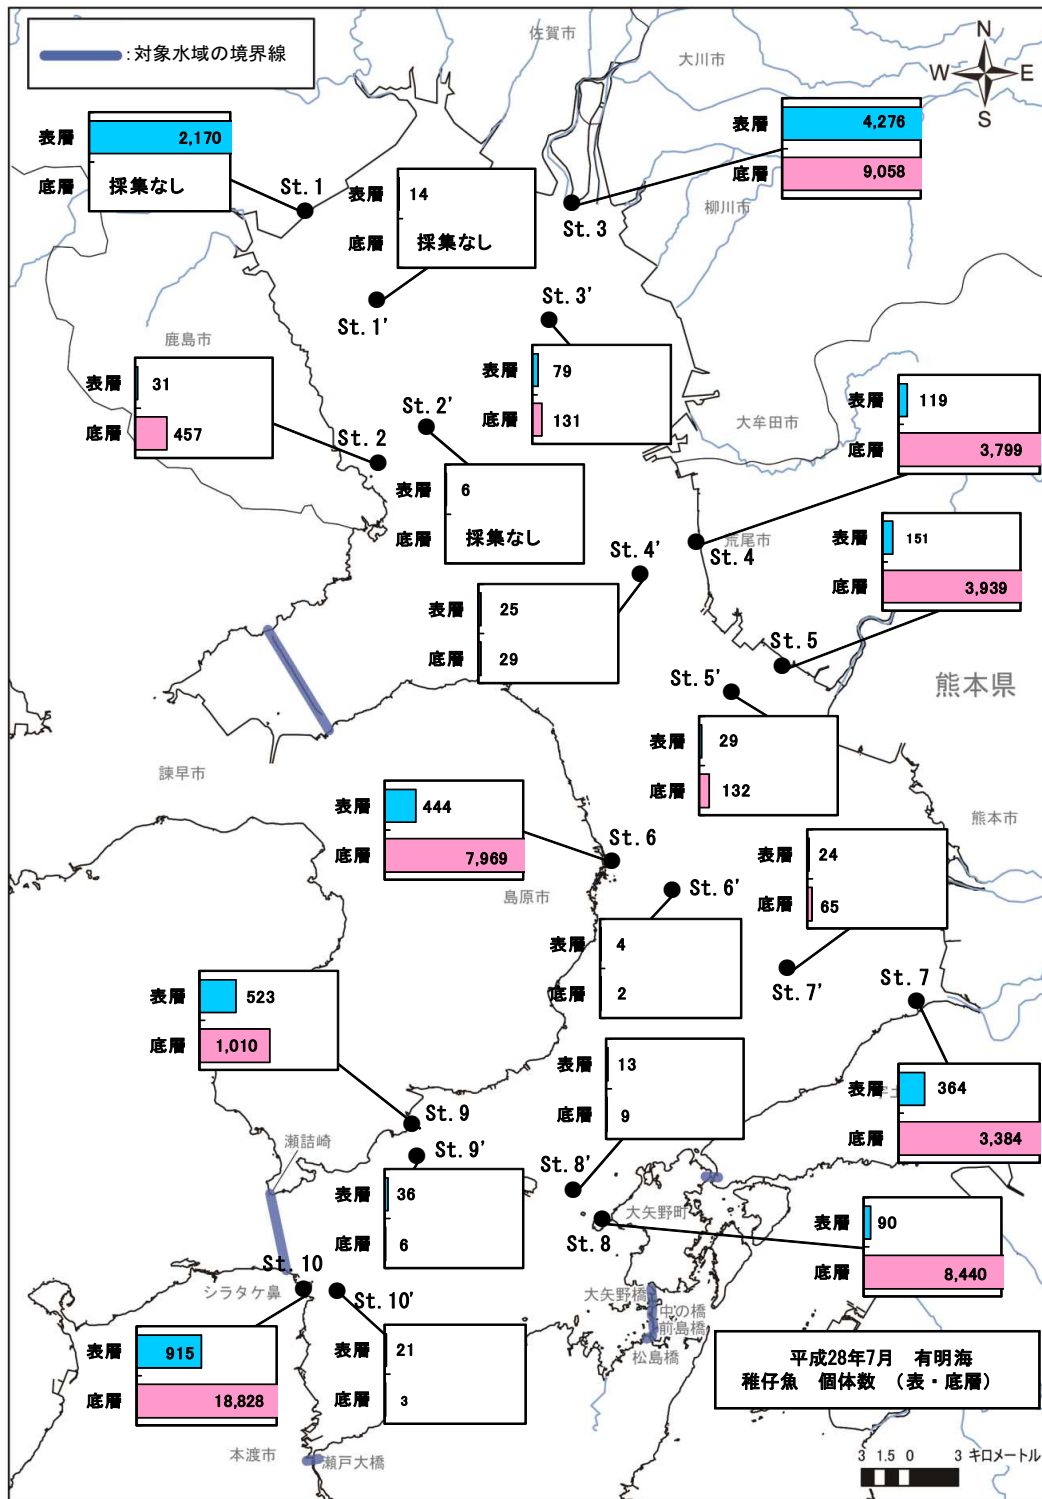 :対象水域の境界線
佐賀市
大川市
N
W
E
S
表層
2,170
底層
採集なし
St. 1
表層
14
底層
採集なし
St. 1'
表層
4,276
底層
9,058
St. 3
柳川市
St. 3'
表層
79
底層
131
鹿島市
表層
31
底層
457
St. 2
St. 2'
表層
6
底層
採集なし
大牟田市
表層
119
底層
3,799
荒尾市
St. 4
St. 4'
表層
25
底層
29
表層
151
底層
3,939
St. 5
St. 5'
表層
29
底層
132
熊本県
諫早市
表層
444
底層
7,969
St. 6
島原市
St. 6'
表層
4
底層
2
熊本市
表層
24
底層
65
St. 7'
St. 7
表層
364
底層
3,384
表層
523
底層
1,010
St. 9
瀬詰崎
St. 9'
表層
36
底層
6
表層
13
底層
9
St. 8'
大矢野町
St. 8
表層
90
底層
8,440
St. 10
シラタケ鼻
St. 10'
表層
21
底層
3
表層
915
底層
18,828
大矢野橋
中の橋
前島橋
松島橋
本渡市
瀬戸大橋
平成28年7月 有明海
稚仔魚 個体数 (表・底層)
3 1.5 0 3 キロメートル